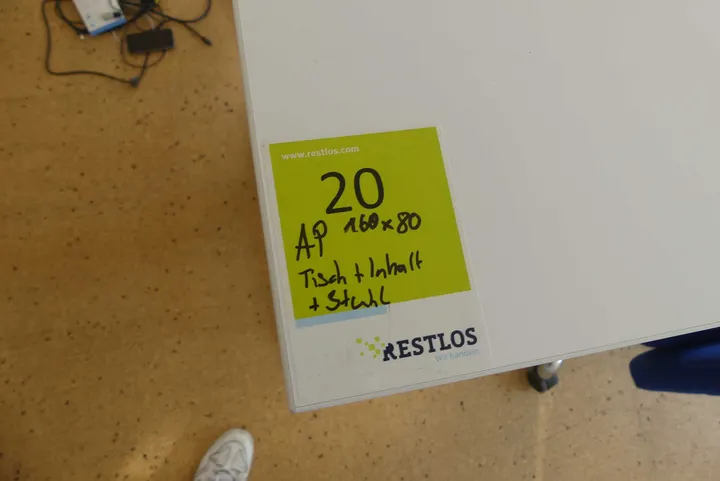 www.restlos.com
20
AP 160x80
Tisch + Inhalt
+ Stuhl
RESTLOS